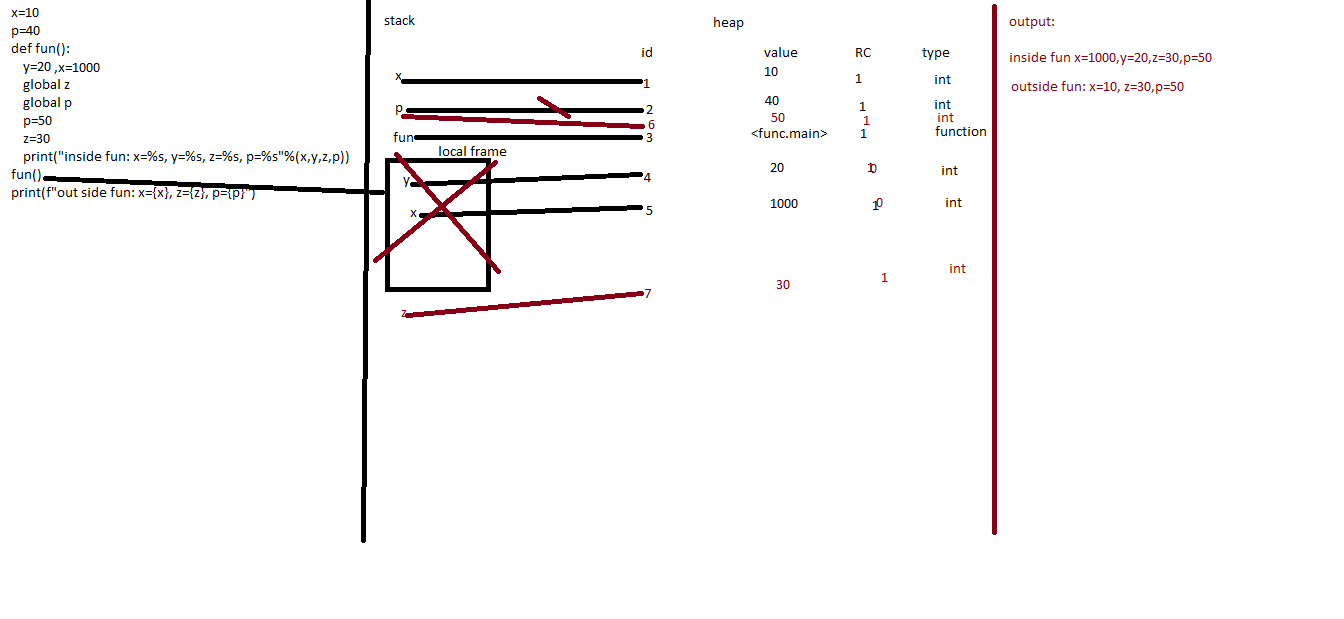 x=10
p=40
def fun():
y=20 ,x=1000
global z
global p
p=50
z=30
print("inside fun: x=%s, y=%s, z=%s, p=%s"%(x,y,z,p))
fun()
print(f"out side fun: x={x}, z={z}, p={p}")
stack
id
x 1
p 2
6
fun 3
local frame
y 4
x 5
z 7
heap
value RC type
10 1 int
40 1 int
50 1 int
<func.main> 1 function
20 1 0 int
1000 1 0 int
30 1 int
output:
inside fun x=1000,y=20,z=30,p=50
outside fun: x=10, z=30,p=50